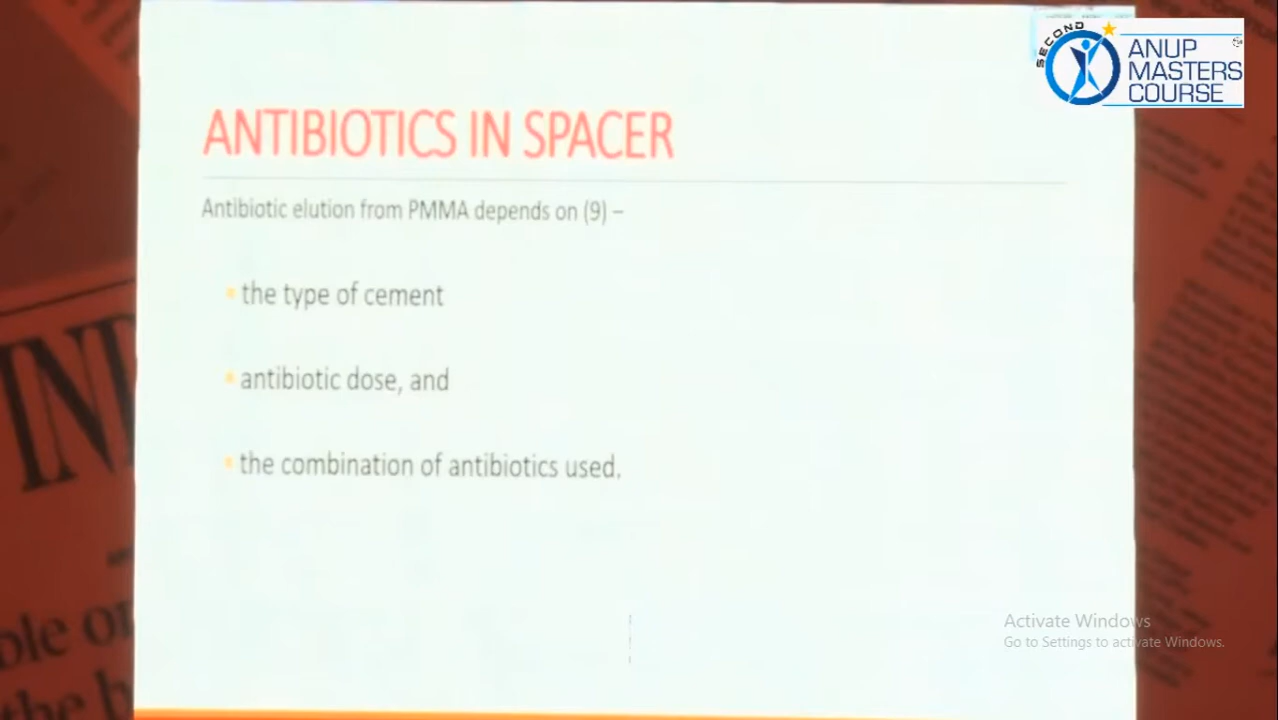 SECOND
ANUP
MASTERS
COURSE
ANTIBIOTICS IN SPACER
Antibiotic elution from PMMA depends on (9) –
the type of cement
antibiotic dose, and
the combination of antibiotics used.
Activate Windows
Go to Settings to activate Windows.